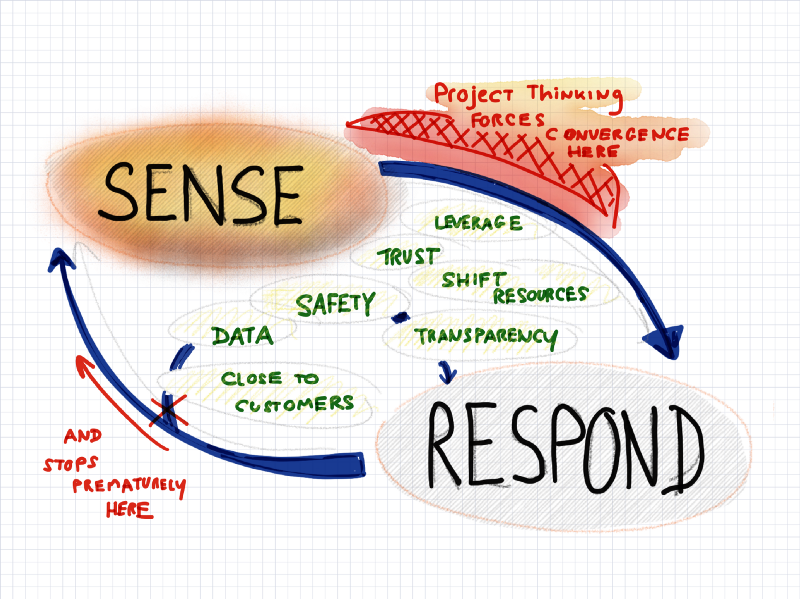 Project Thinking
FORCES
CONVERGENCE
HERE
SENSE
LEVERAGE
TRUST
SHIFT
RESOURCES
SAFETY
DATA
TRANSPARENCY
CLOSE TO
CUSTOMERS
RESPOND
AND
STOPS
PREMATURELY
HERE